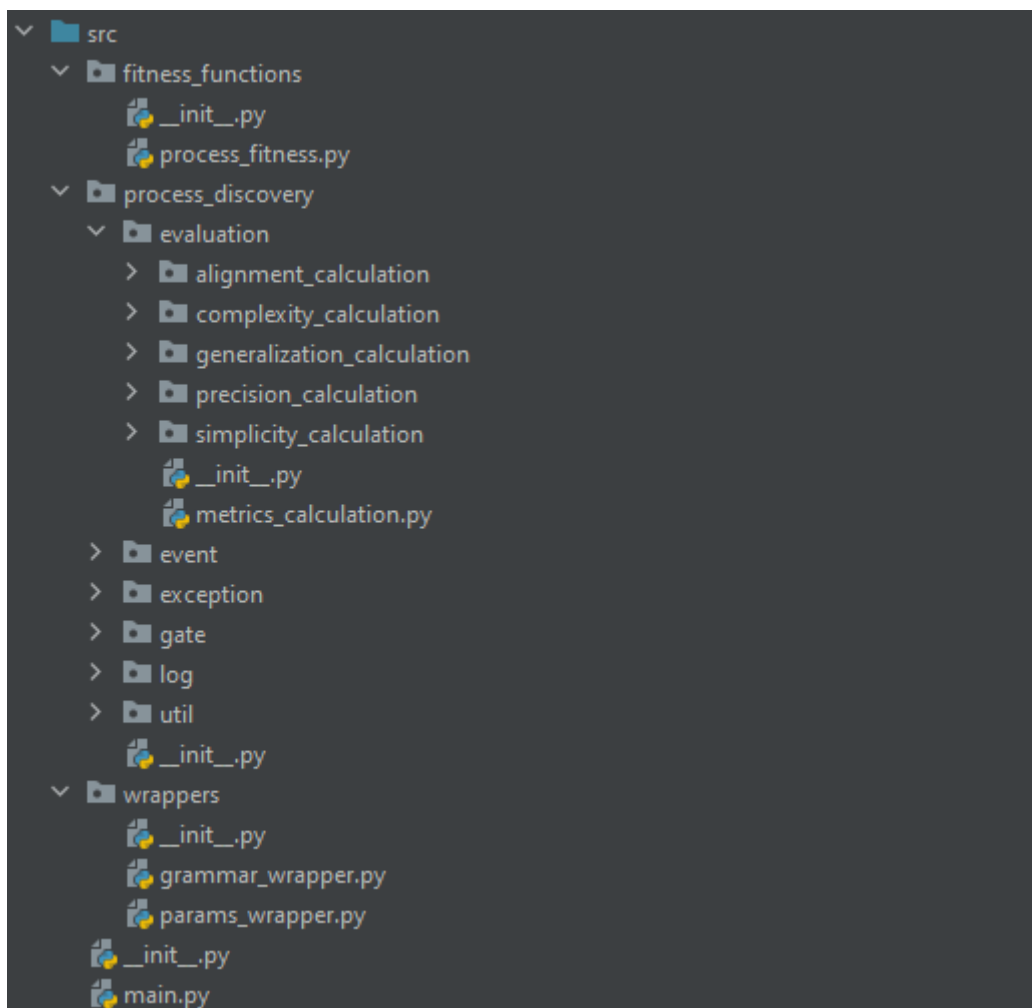 src
fitness_functions
__init__.py
process_fitness.py
process_discovery
evaluation
alignment_calculation
complexity_calculation
generalization_calculation
precision_calculation
simplicity_calculation
__init__.py
metrics_calculation.py
event
exception
gate
log
util
__init__.py
wrappers
__init__.py
grammar_wrapper.py
params_wrapper.py
__init__.py
main.py